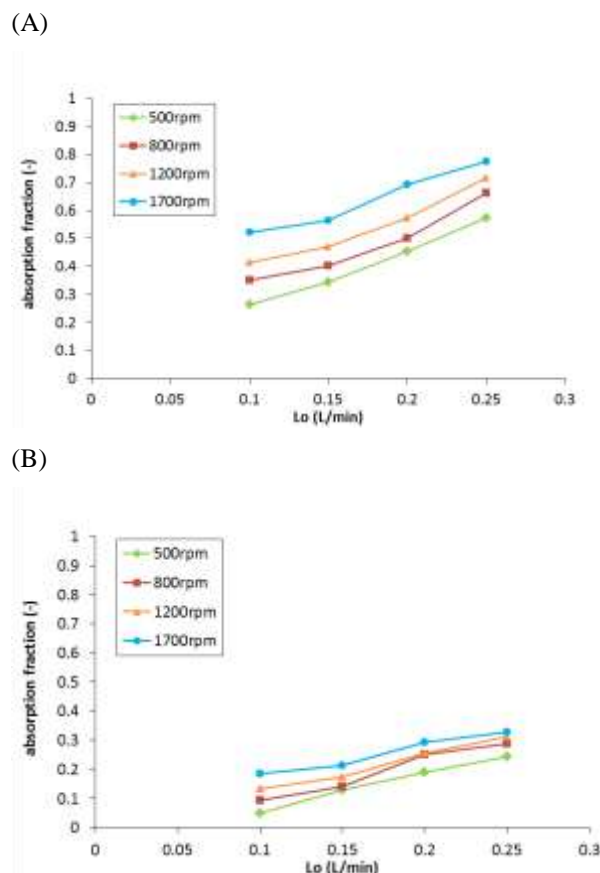 (A)
1
0.9
0.8
0.7
0.6
0.5
0.4
0.3
0.2
0.1
0
absorption fraction (-)
500rpm
800rpm
1200rpm
1700rpm
0 0.05 0.1 0.15 0.2 0.25 0.3
Lo (L/min)
(B)
1
0.9
0.8
0.7
0.6
0.5
0.4
0.3
0.2
0.1
0
absorption fraction (-)
500rpm
800rpm
1200rpm
1700rpm
0 0.05 0.1 0.15 0.2 0.25 0.3
Lo (L/min)